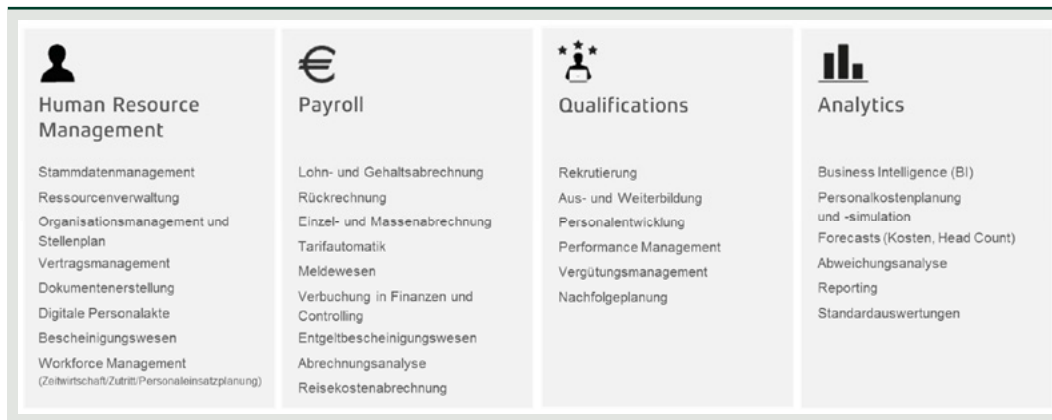 Human Resource
Management
Stammdatenmanagement
Ressourcenverwaltung
Organisationsmanagement und
Stellenplan
Vertragsmanagement
Dokumentenerstellung
Digitale Personalakte
Bescheinigungswesen
Workforce Management
(Zeitwirtschaft/Zutritt/Personaleinsatzplanung)
€
Payroll
Lohn- und Gehaltsabrechnung
Rückrechnung
Einzel- und Massenabrechnung
Tarifautomatik
Meldewesen
Verbuchung in Finanzen und
Controlling
Entgeltbescheinigungswesen
Abrechnungsanalyse
Reisekostenabrechnung
Qualifications
Rekrutierung
Aus- und Weiterbildung
Personalentwicklung
Performance Management
Vergütungsmanagement
Nachfolgeplanung
Analytics
Business Intelligence (BI)
Personalkostenplanung
und -simulation
Forecasts (Kosten, Head Count)
Abweichungsanalyse
Reporting
Standardauswertungen